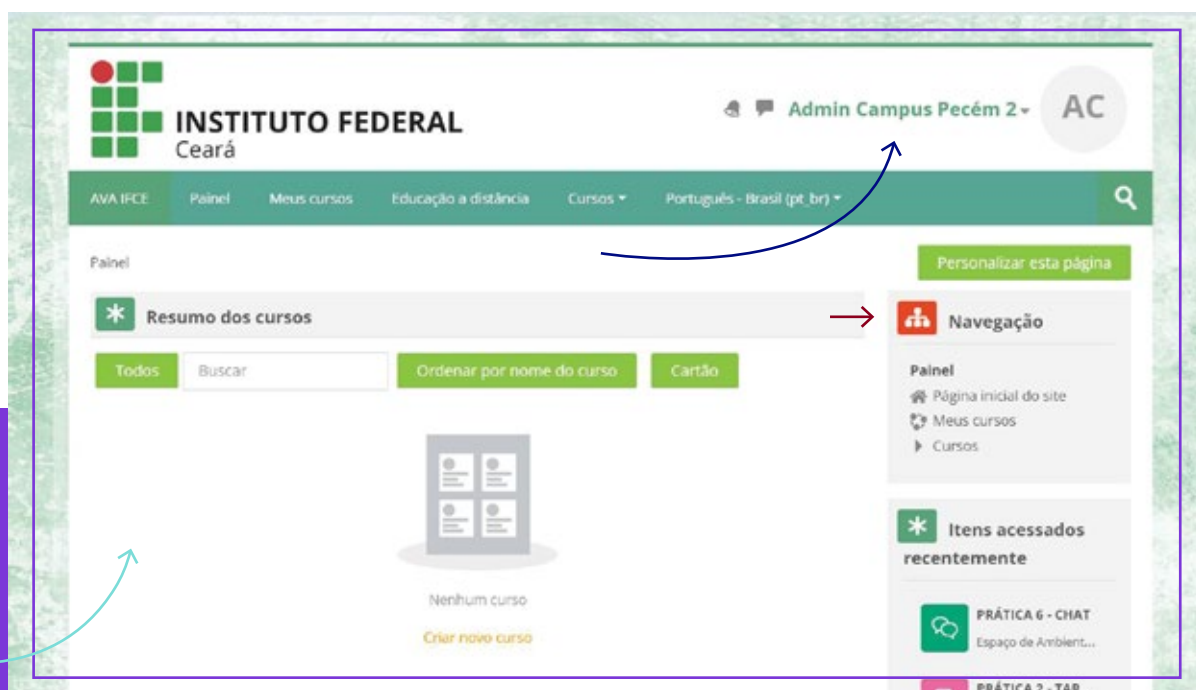 INSTITUTO FEDERAL
Ceará
Admin Campus Pecém 2
AC
AVA IFCE Painel Meus cursos Educação a distância Cursos Português - Brasil (pt_br)
Painel
Personalizar esta página
Resumo dos cursos
Todos Buscar Ordenar por nome do curso Cartão
Nenhum curso
Criar novo curso
Navegação
Painel
Página inicial do site
Meus cursos
Cursos
Itens acessados
recentemente
PRÁTICA 6 - CHAT
Espaço de Ambient...
PRÁTICA 2 - TAR